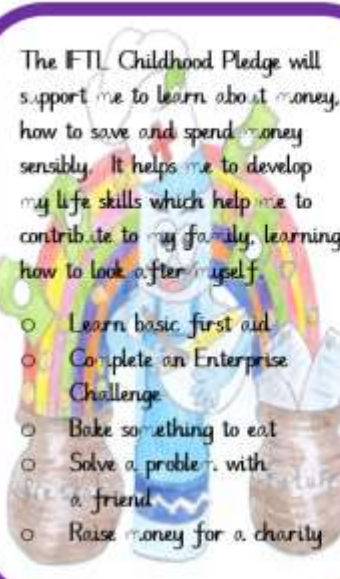 The IFTL Childhood Pledge will
support me to learn about money,
how to save and spend money
sensibly. It helps me to develop
my life skills which help me to
contribute to my family, learning
how to look after myself.
o Learn basic first aid
o Complete an Enterprise
Challenge
o Bake something to eat
o Solve a problem with
a friend
o Raise money for a charity